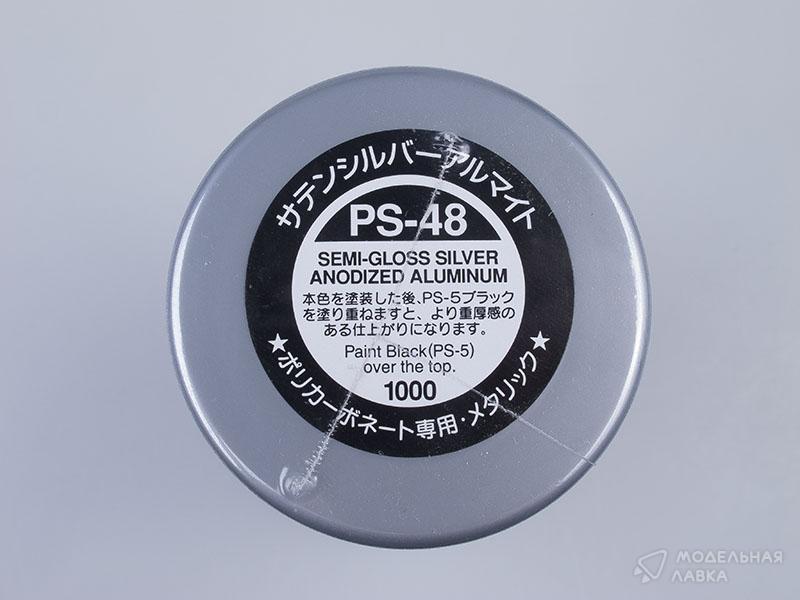 サテンシルバーアルマイト
PS-48
SEMI-GLOSS SILVER
ANODIZED ALUMINUM
本色を塗装した後、PS-5ブラック
を塗り重ねますと、より重厚感の
ある仕上がりになります。
Paint Black(PS-5)
over the top.
1000
★ポリカーボネート専用・メタリック★
МОДЕЛЬНАЯ
ЛАВКА